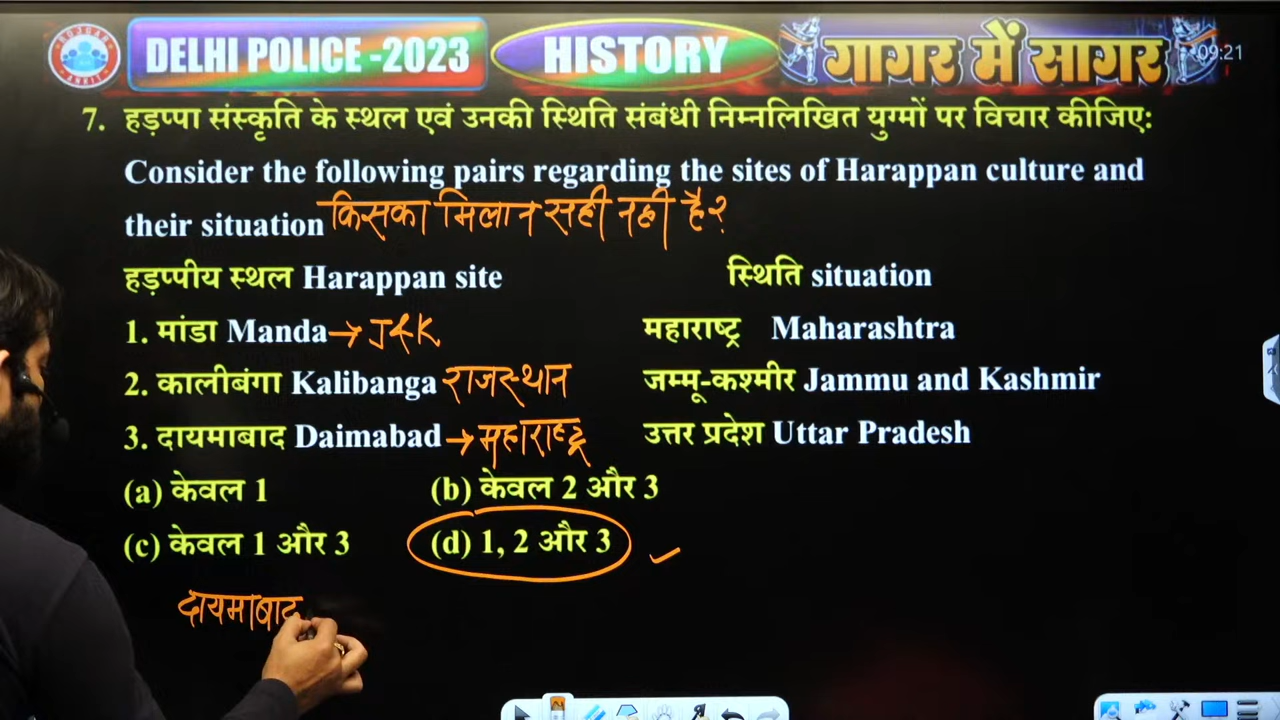 ROJGAR
ANKIT
DELHI POLICE -2023 HISTORY गागर में सागर 09:21
7. हड़प्पा संस्कृति के स्थल एवं उनकी स्थिति संबंधी निम्नलिखित युग्मों पर विचार कीजिए:
Consider the following pairs regarding the sites of Harappan culture and
their situation किसका मिलान सही नही है?
हड़प्पीय स्थल Harappan site स्थिति situation
1. मांडा Manda → J&K महाराष्ट्र Maharashtra
2. कालीबंगा Kalibanga राजस्थान जम्मू-कश्मीर Jammu and Kashmir
3. दायमाबाद Daimabad → महाराष्ट्र उत्तर प्रदेश Uttar Pradesh
(a) केवल 1 (b) केवल 2 और 3
(c) केवल 1 और 3 (d) 1, 2 और 3
दायमाबाद